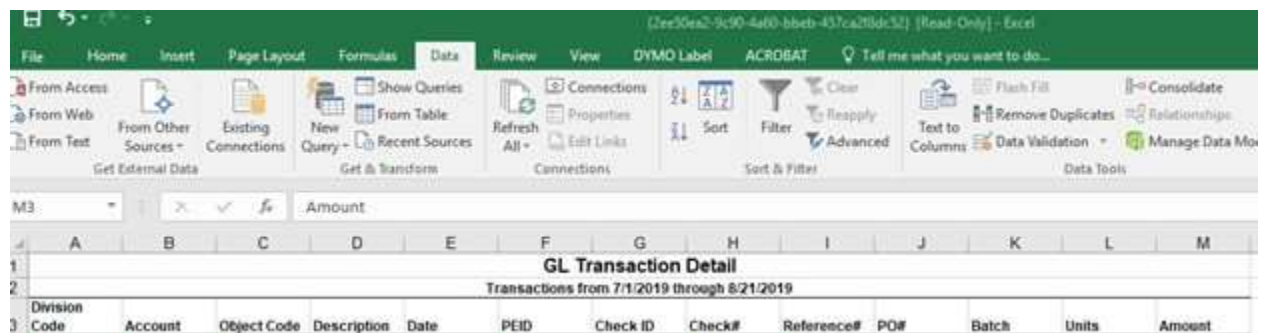 [Read-Only] - Excel
File Home Insert Page Layout Formulas Data Review View DYMO Label ACROBAT Tell me what you want to do...
From Access
From Web
From Text
From Other Sources
Existing Connections
Get External Data
New Query
Show Queries
From Table
Recent Sources
Get & Transform
Refresh All
Connections
Properties
Edit Links
Connections
Sort
Filter
Clear
Reapply
Advanced
Sort & Filter
Text to Columns
Flash Fill
Remove Duplicates
Data Validation
Consolidate
Relationships
Manage Data
Data Tools
M3 fx Amount
A B C D E F G H I J K L M
1 GL Transaction Detail
2 Transactions from 7/1/2019 through 8/21/2019
3 Division Code Account Object Code Description Date PEID Check ID Check# Reference# PO# Batch Units Amount